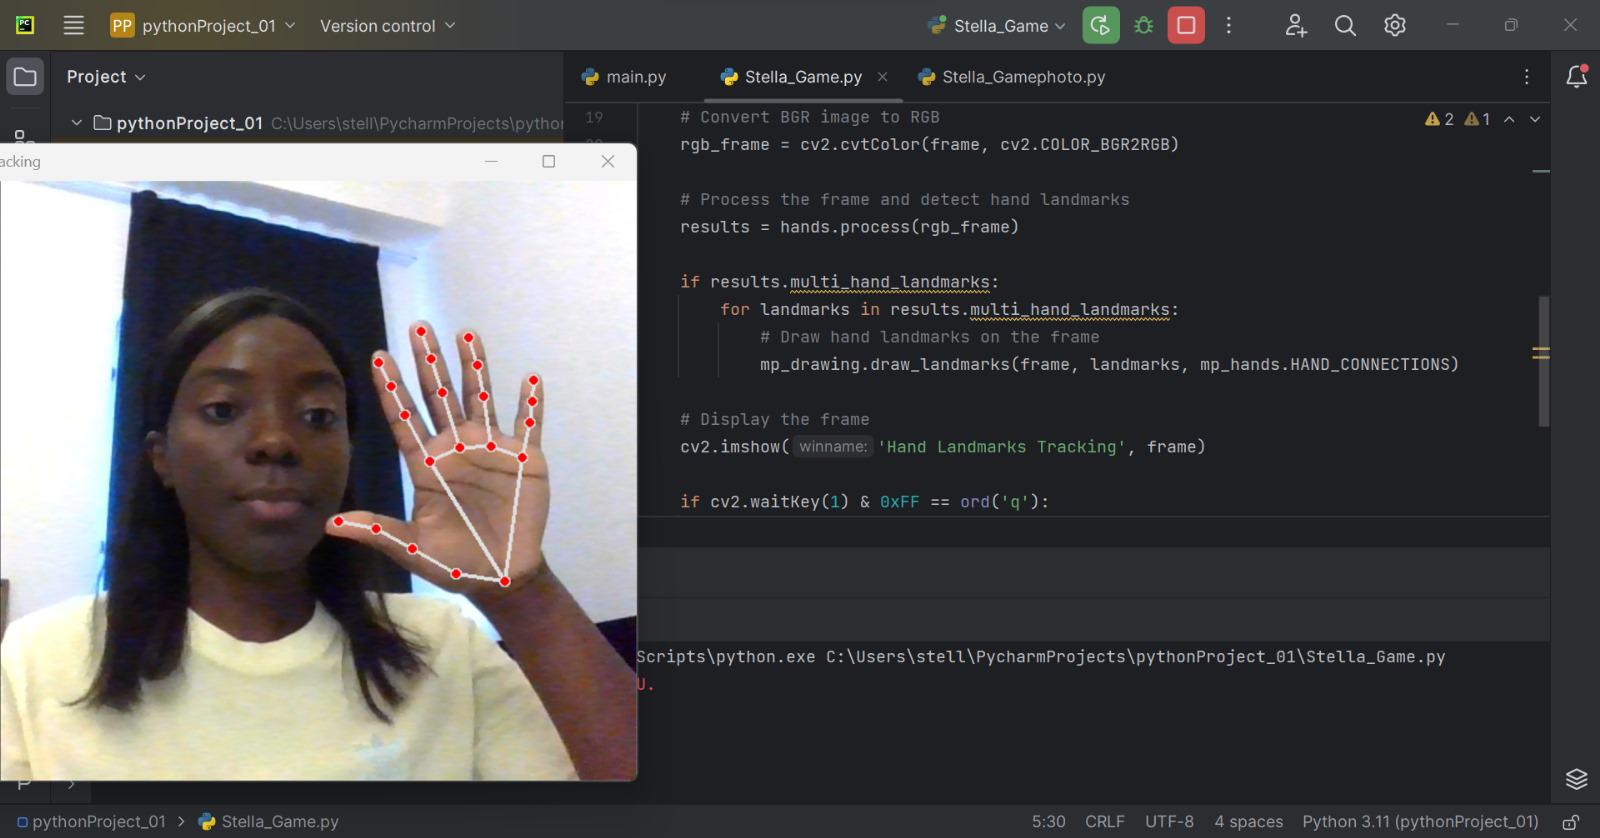 PC
PP pythonProject_01 Version control Stella_Game
Project
main.py Stella_Game.py Stella_Gamephoto.py
pythonProject_01 C:\Users\stell\PycharmProjects\pythor
19 # Convert BGR image to RGB
2 1
rgb_frame = cv2.cvtColor(frame, cv2.COLOR_BGR2RGB)
acking
# Process the frame and detect hand landmarks
results = hands.process(rgb_frame)
if results.multi_hand_landmarks:
for landmarks in results.multi_hand_landmarks:
# Draw hand landmarks on the frame
mp_drawing.draw_landmarks(frame, landmarks, mp_hands.HAND_CONNECTIONS)
# Display the frame
cv2.imshow( winname: 'Hand Landmarks Tracking', frame)
if cv2.waitKey(1) & 0xFF == ord('q'):
Scripts\python.exe C:\Users\stell\PycharmProjects\pythonProject_01\Stella_Game.py
U.
pythonProject_01 > Stella_Game.py 5:30 CRLF UTF-8 4 spaces Python 3.11 (pythonProject_01)